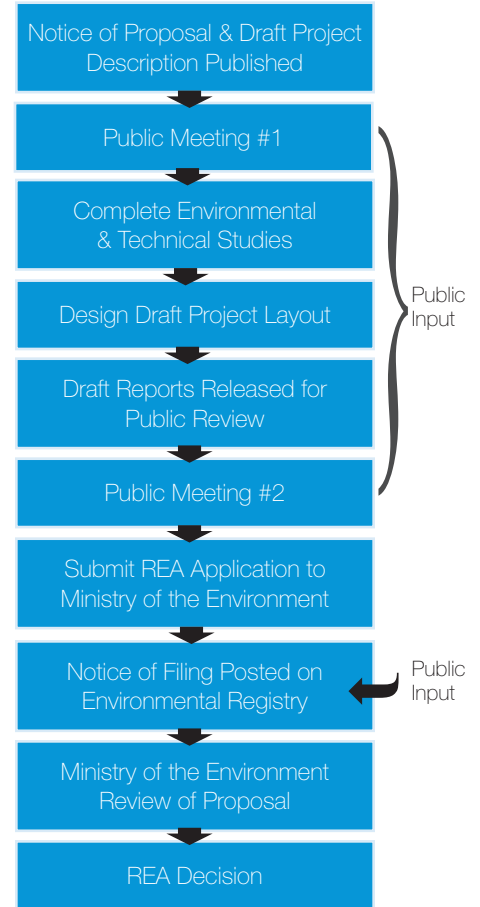 Notice of Proposal & Draft Project
Description Published
Public Meeting #1
Complete Environmental
& Technical Studies
Design Draft Project Layout
Public
Input
Draft Reports Released for
Public Review
Public Meeting #2
Submit REA Application to
Ministry of the Environment
Notice of Filing Posted on
Environmental Registry
Public
Input
Ministry of the Environment
Review of Proposal
REA Decision